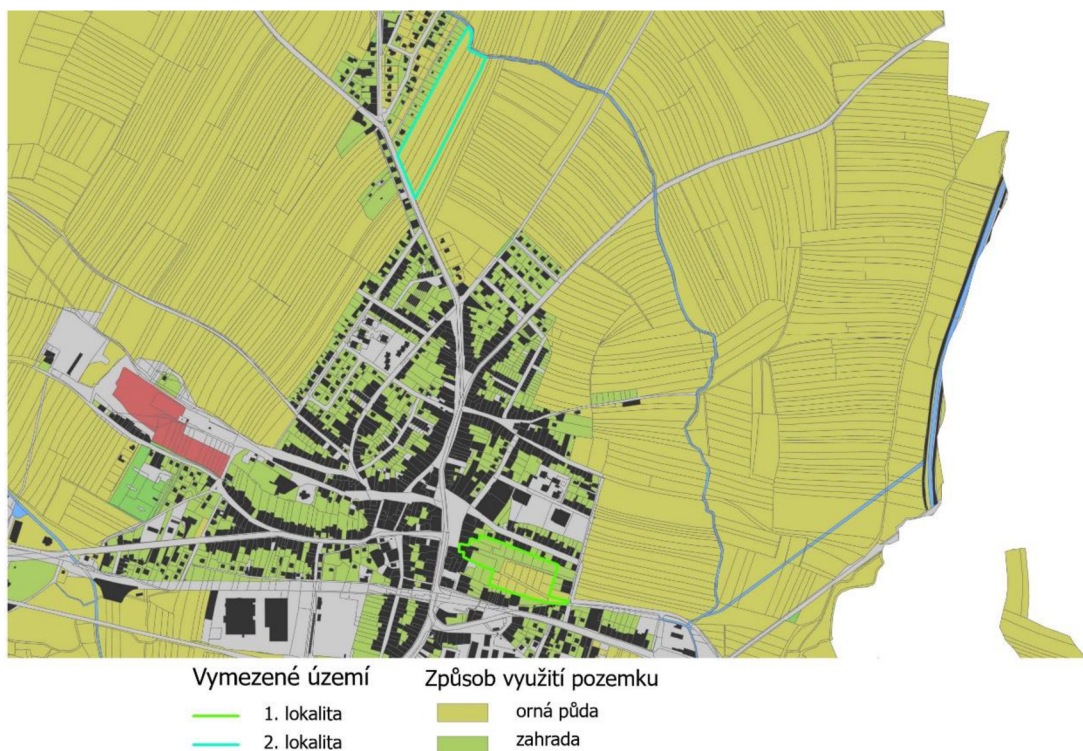 Vymezené území
1. lokalita
2. lokalita
Způsob využití pozemku
orná půda
zahrada